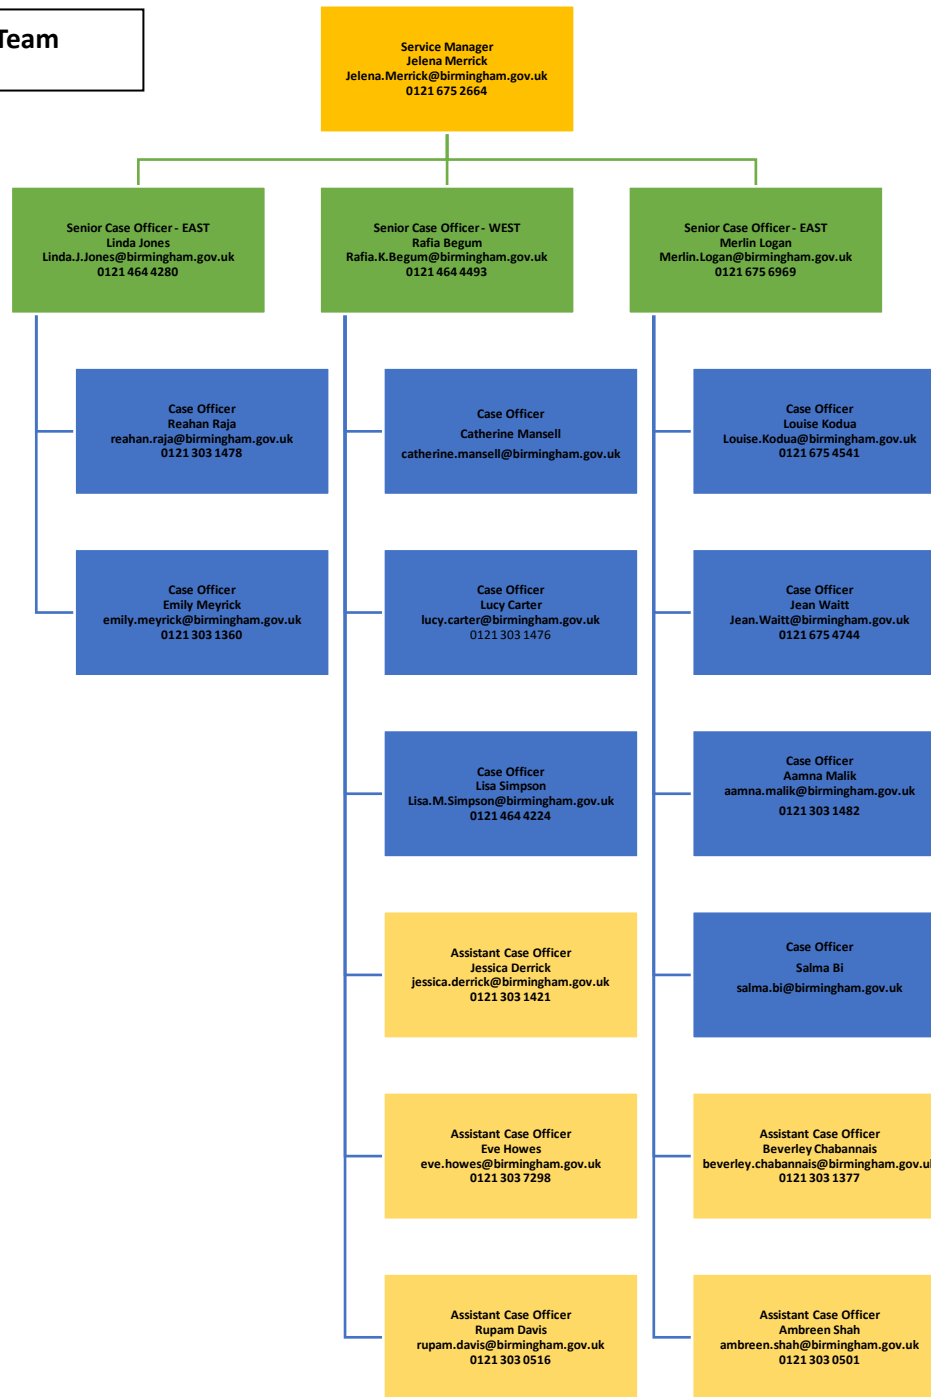 Team
Service Manager
Jelena Merrick
Jelena.Merrick@birmingham.gov.uk
0121 675 2664
Senior Case Officer - EAST
Linda Jones
Linda.J.Jones@birmingham.gov.uk
0121 464 4280
Senior Case Officer - WEST
Rafia Begum
Rafia.K.Begum@birmingham.gov.uk
0121 464 4493
Senior Case Officer - EAST
Merlin Logan
Merlin.Logan@birmingham.gov.uk
0121 675 6969
Case Officer
Reahan Raja
reahan.raja@birmingham.gov.uk
0121 303 1478
Case Officer
Catherine Mansell
catherine.mansell@birmingham.gov.uk
Case Officer
Louise Kodua
Louise.Kodua@birmingham.gov.uk
0121 675 4541
Case Officer
Emily Meyrick
emily.meyrick@birmingham.gov.uk
0121 303 1360
Case Officer
Lucy Carter
lucy.carter@birmingham.gov.uk
0121 303 1476
Case Officer
Jean Waitt
Jean.Waitt@birmingham.gov.uk
0121 675 4744
Case Officer
Lisa Simpson
Lisa.M.Simpson@birmingham.gov.uk
0121 464 4224
Case Officer
Aamna Malik
aamna.malik@birmingham.gov.uk
0121 303 1482
Assistant Case Officer
Jessica Derrick
jessica.derrick@birmingham.gov.uk
0121 303 1421
Case Officer
Salma Bi
salma.bi@birmingham.gov.uk
Assistant Case Officer
Eve Howes
eve.howes@birmingham.gov.uk
0121 303 7298
Assistant Case Officer
Beverley Chabannais
beverley.chabannais@birmingham.gov.uk
0121 303 1377
Assistant Case Officer
Rupam Davis
rupam.davis@birmingham.gov.uk
0121 303 0516
Assistant Case Officer
Ambreen Shah
ambreen.shah@birmingham.gov.uk
0121 303 0501